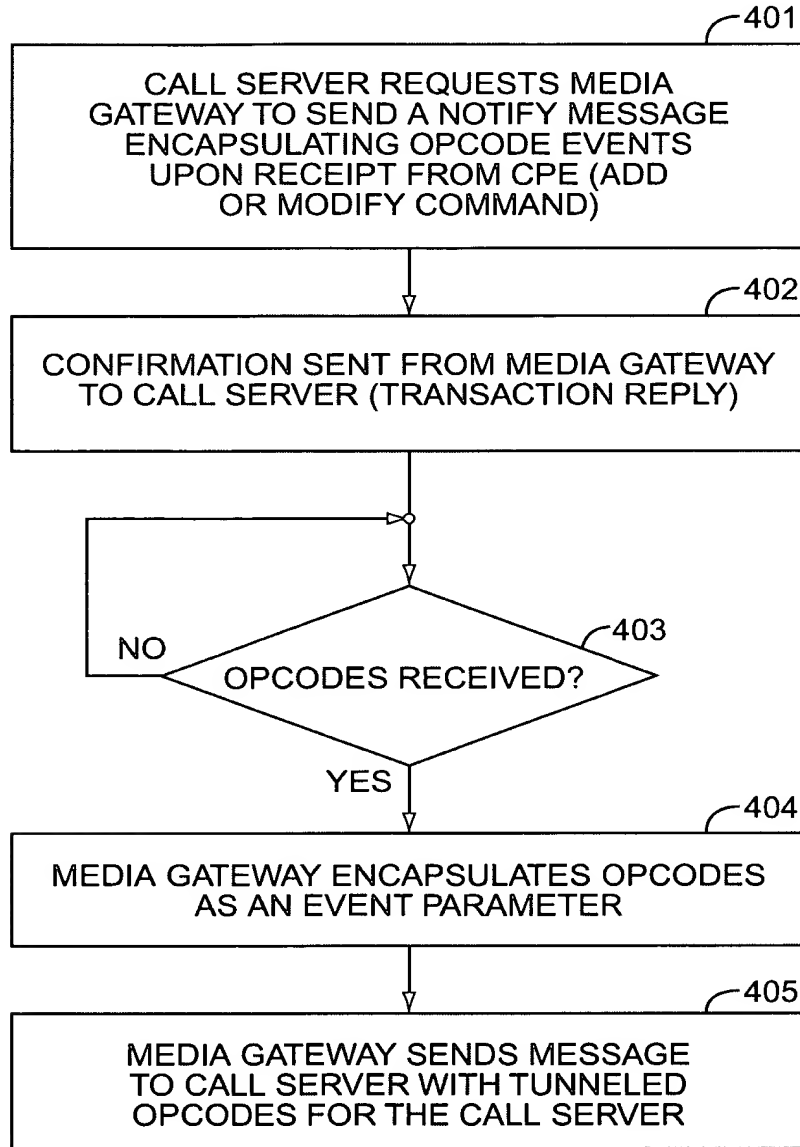 401
CALL SERVER REQUESTS MEDIA
GATEWAY TO SEND A NOTIFY MESSAGE
ENCAPSULATING OPCODE EVENTS
UPON RECEIPT FROM CPE (ADD
OR MODIFY COMMAND)
402
CONFIRMATION SENT FROM MEDIA GATEWAY
TO CALL SERVER (TRANSACTION REPLY)
403
NO
OPCODES RECEIVED?
YES
404
MEDIA GATEWAY ENCAPSULATES OPCODES
AS AN EVENT PARAMETER
405
MEDIA GATEWAY SENDS MESSAGE
TO CALL SERVER WITH TUNNELED
OPCODES FOR THE CALL SERVER